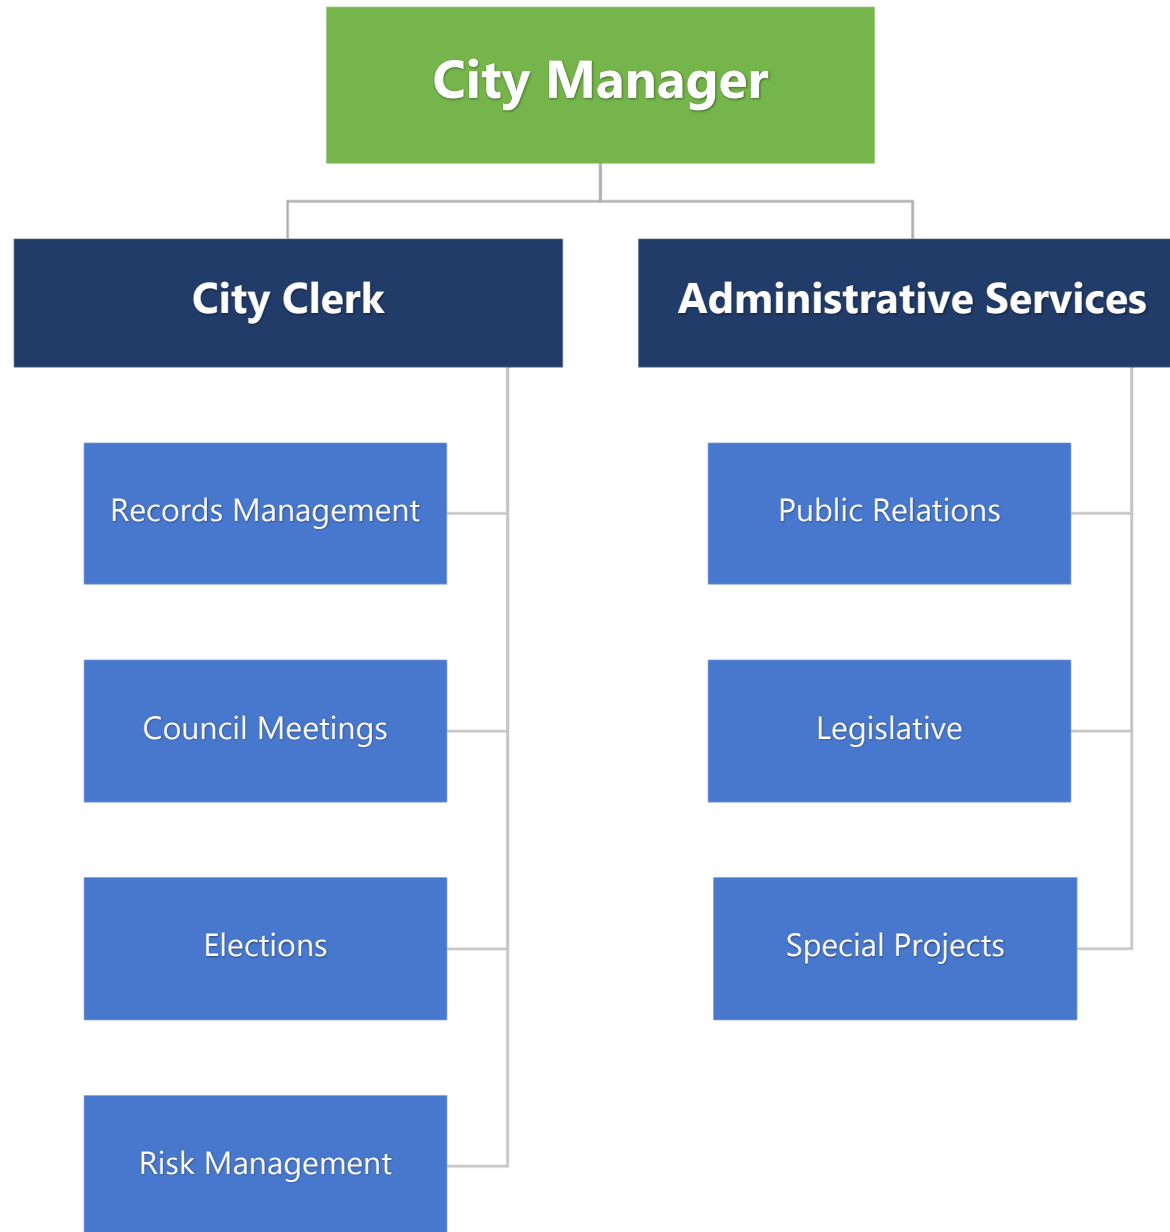 City Manager
City Clerk
Administrative Services
Records Management
Public Relations
Council Meetings
Legislative
Elections
Special Projects
Risk Management